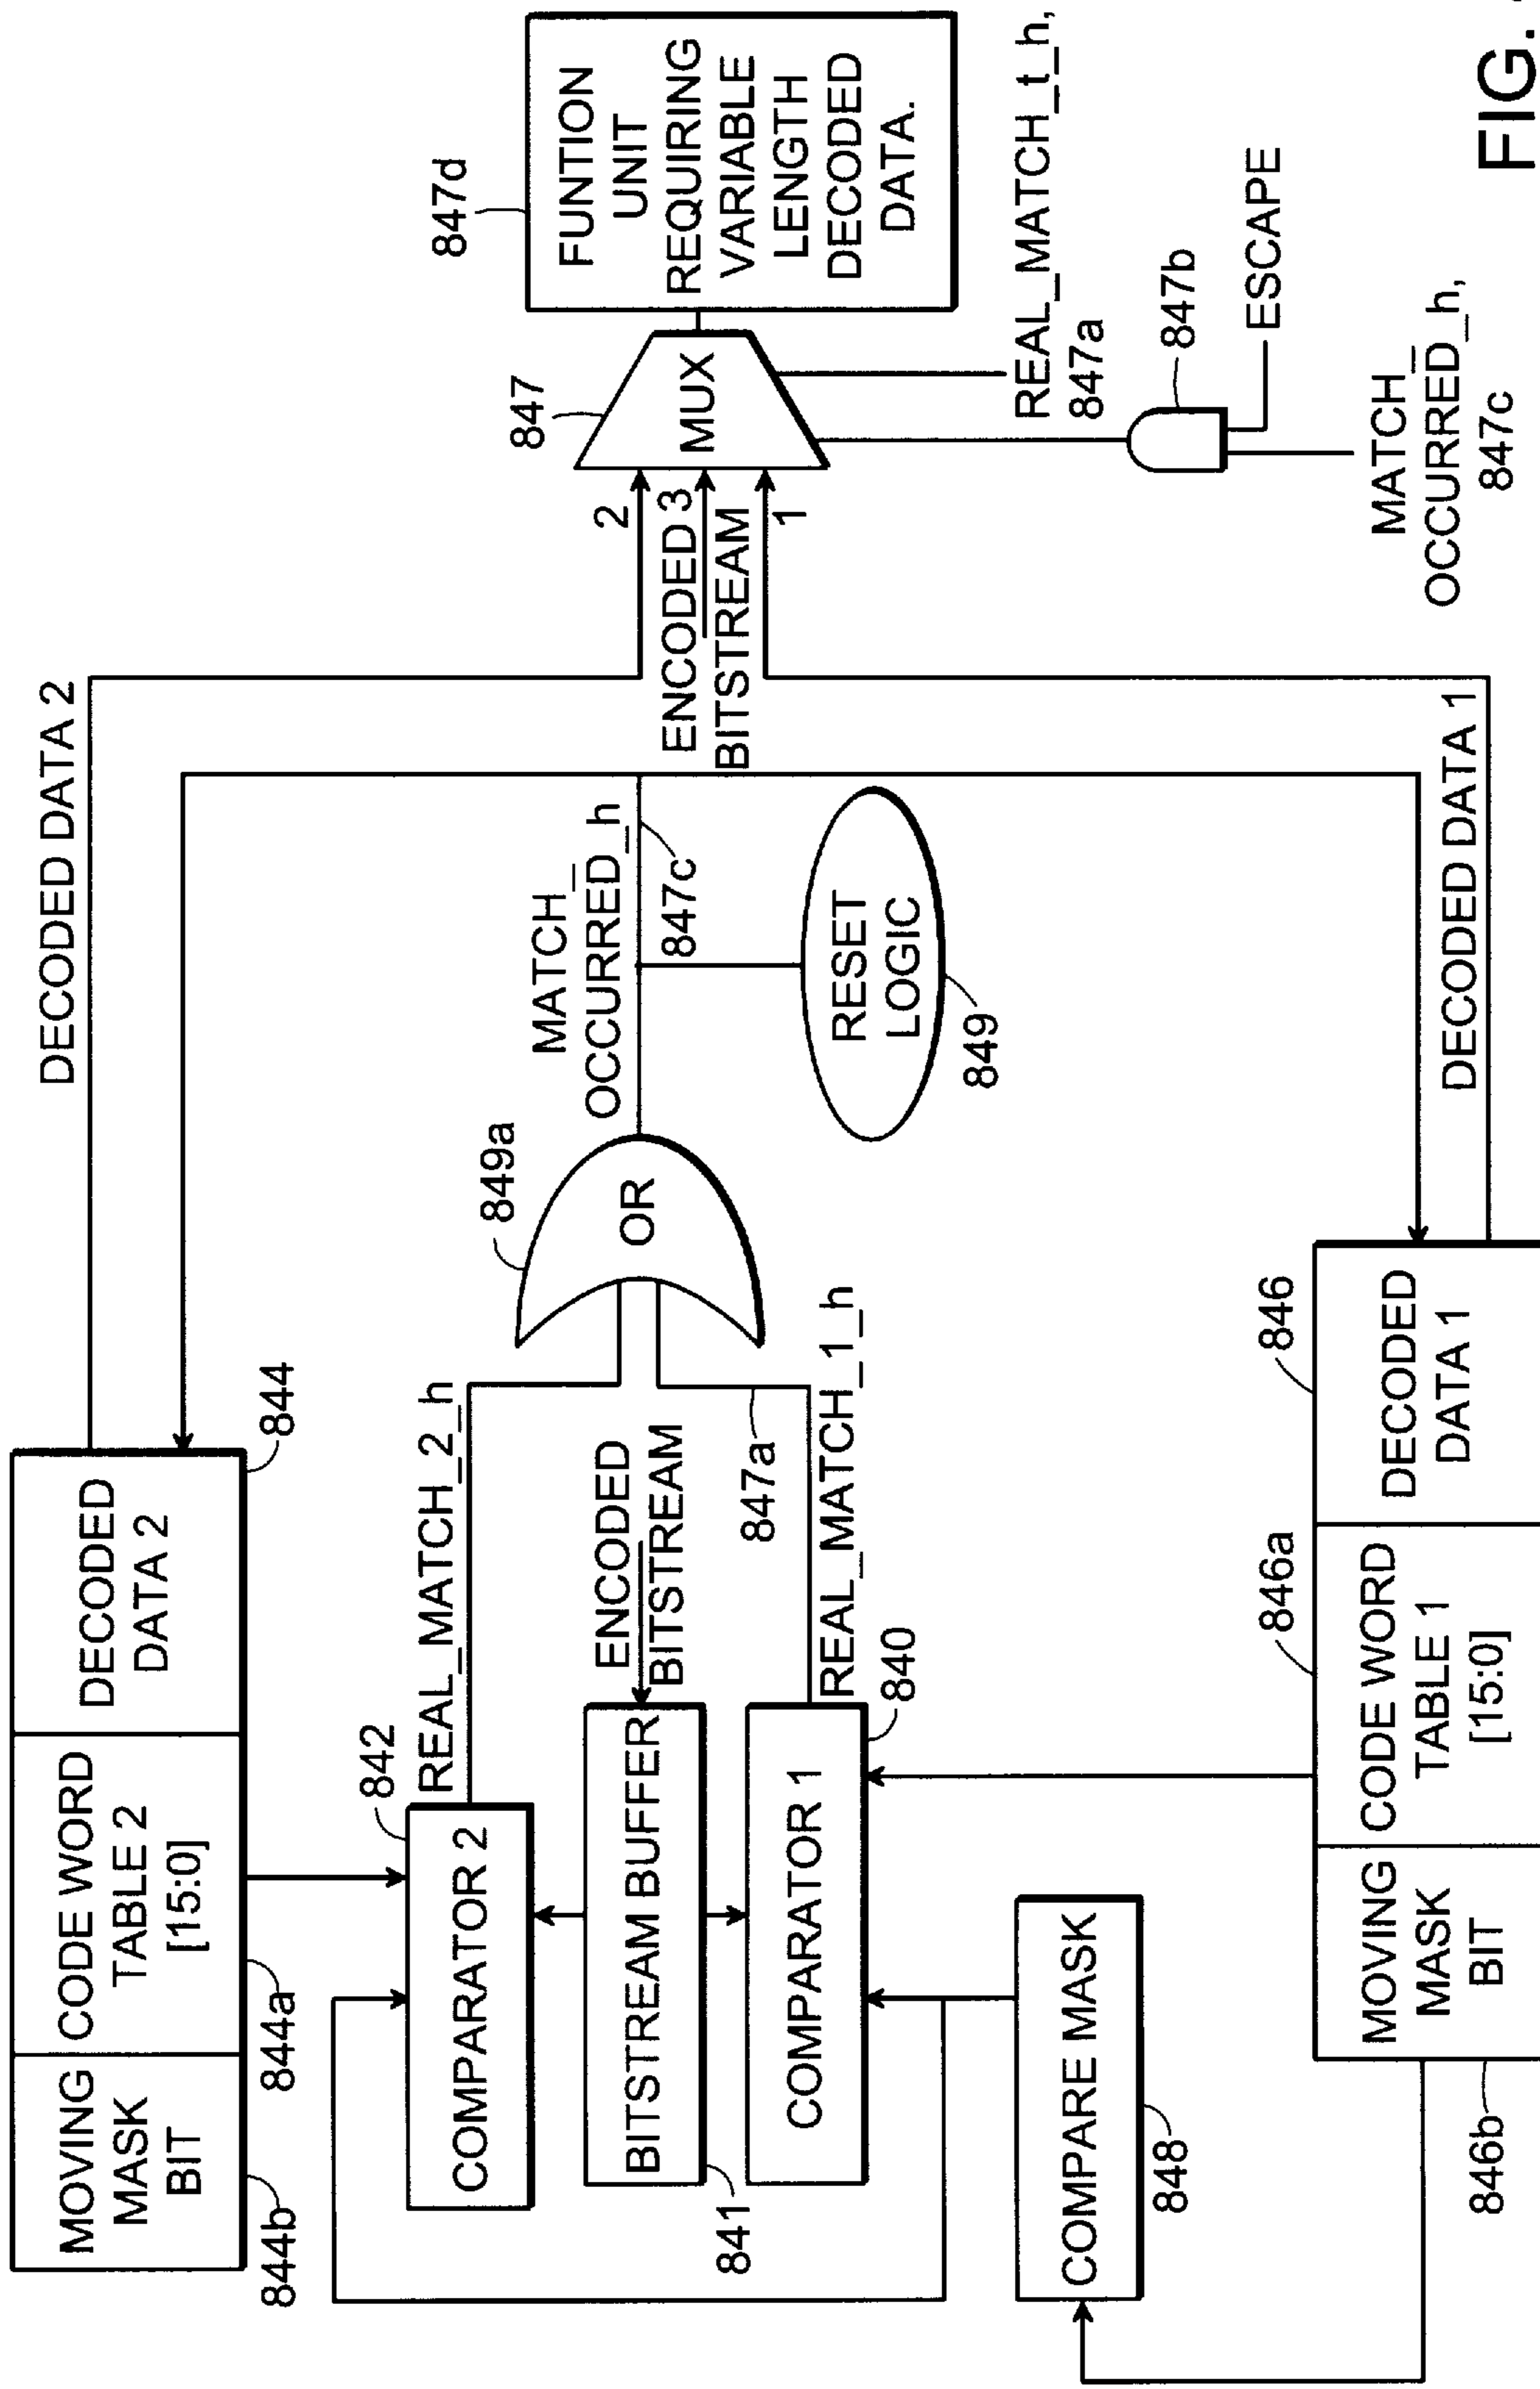 MOVING
MASK
BIT
CODE WORD
TABLE 2
[15:0]
DECODED
DATA 2
DECODED DATA 2
844b
844a
844
842
COMPARATOR 2
REAL_MATCH_2_h
BITSTREAM BUFFER
841
ENCODED
BITSTREAM
COMPARATOR 1
840
REAL_MATCH_1_h
847a
COMPARE MASK
848
849a
OR
MATCH_
OCCURRED_h
847c
RESET
LOGIC
849
MOVING
MASK
BIT
CODE WORD
TABLE 1
[15:0]
DECODED
DATA 1
846b
846a
846
DECODED DATA 1
2
ENCODED 3
BITSTREAM
1
847
MUX
847d
FUNTION
UNIT
REQUIRING
VARIABLE
LENGTH
DECODED
DATA.
REAL_MATCH_t_h,
847a
847b
ESCAPE
MATCH_
OCCURRED_h,
847c
FIG.